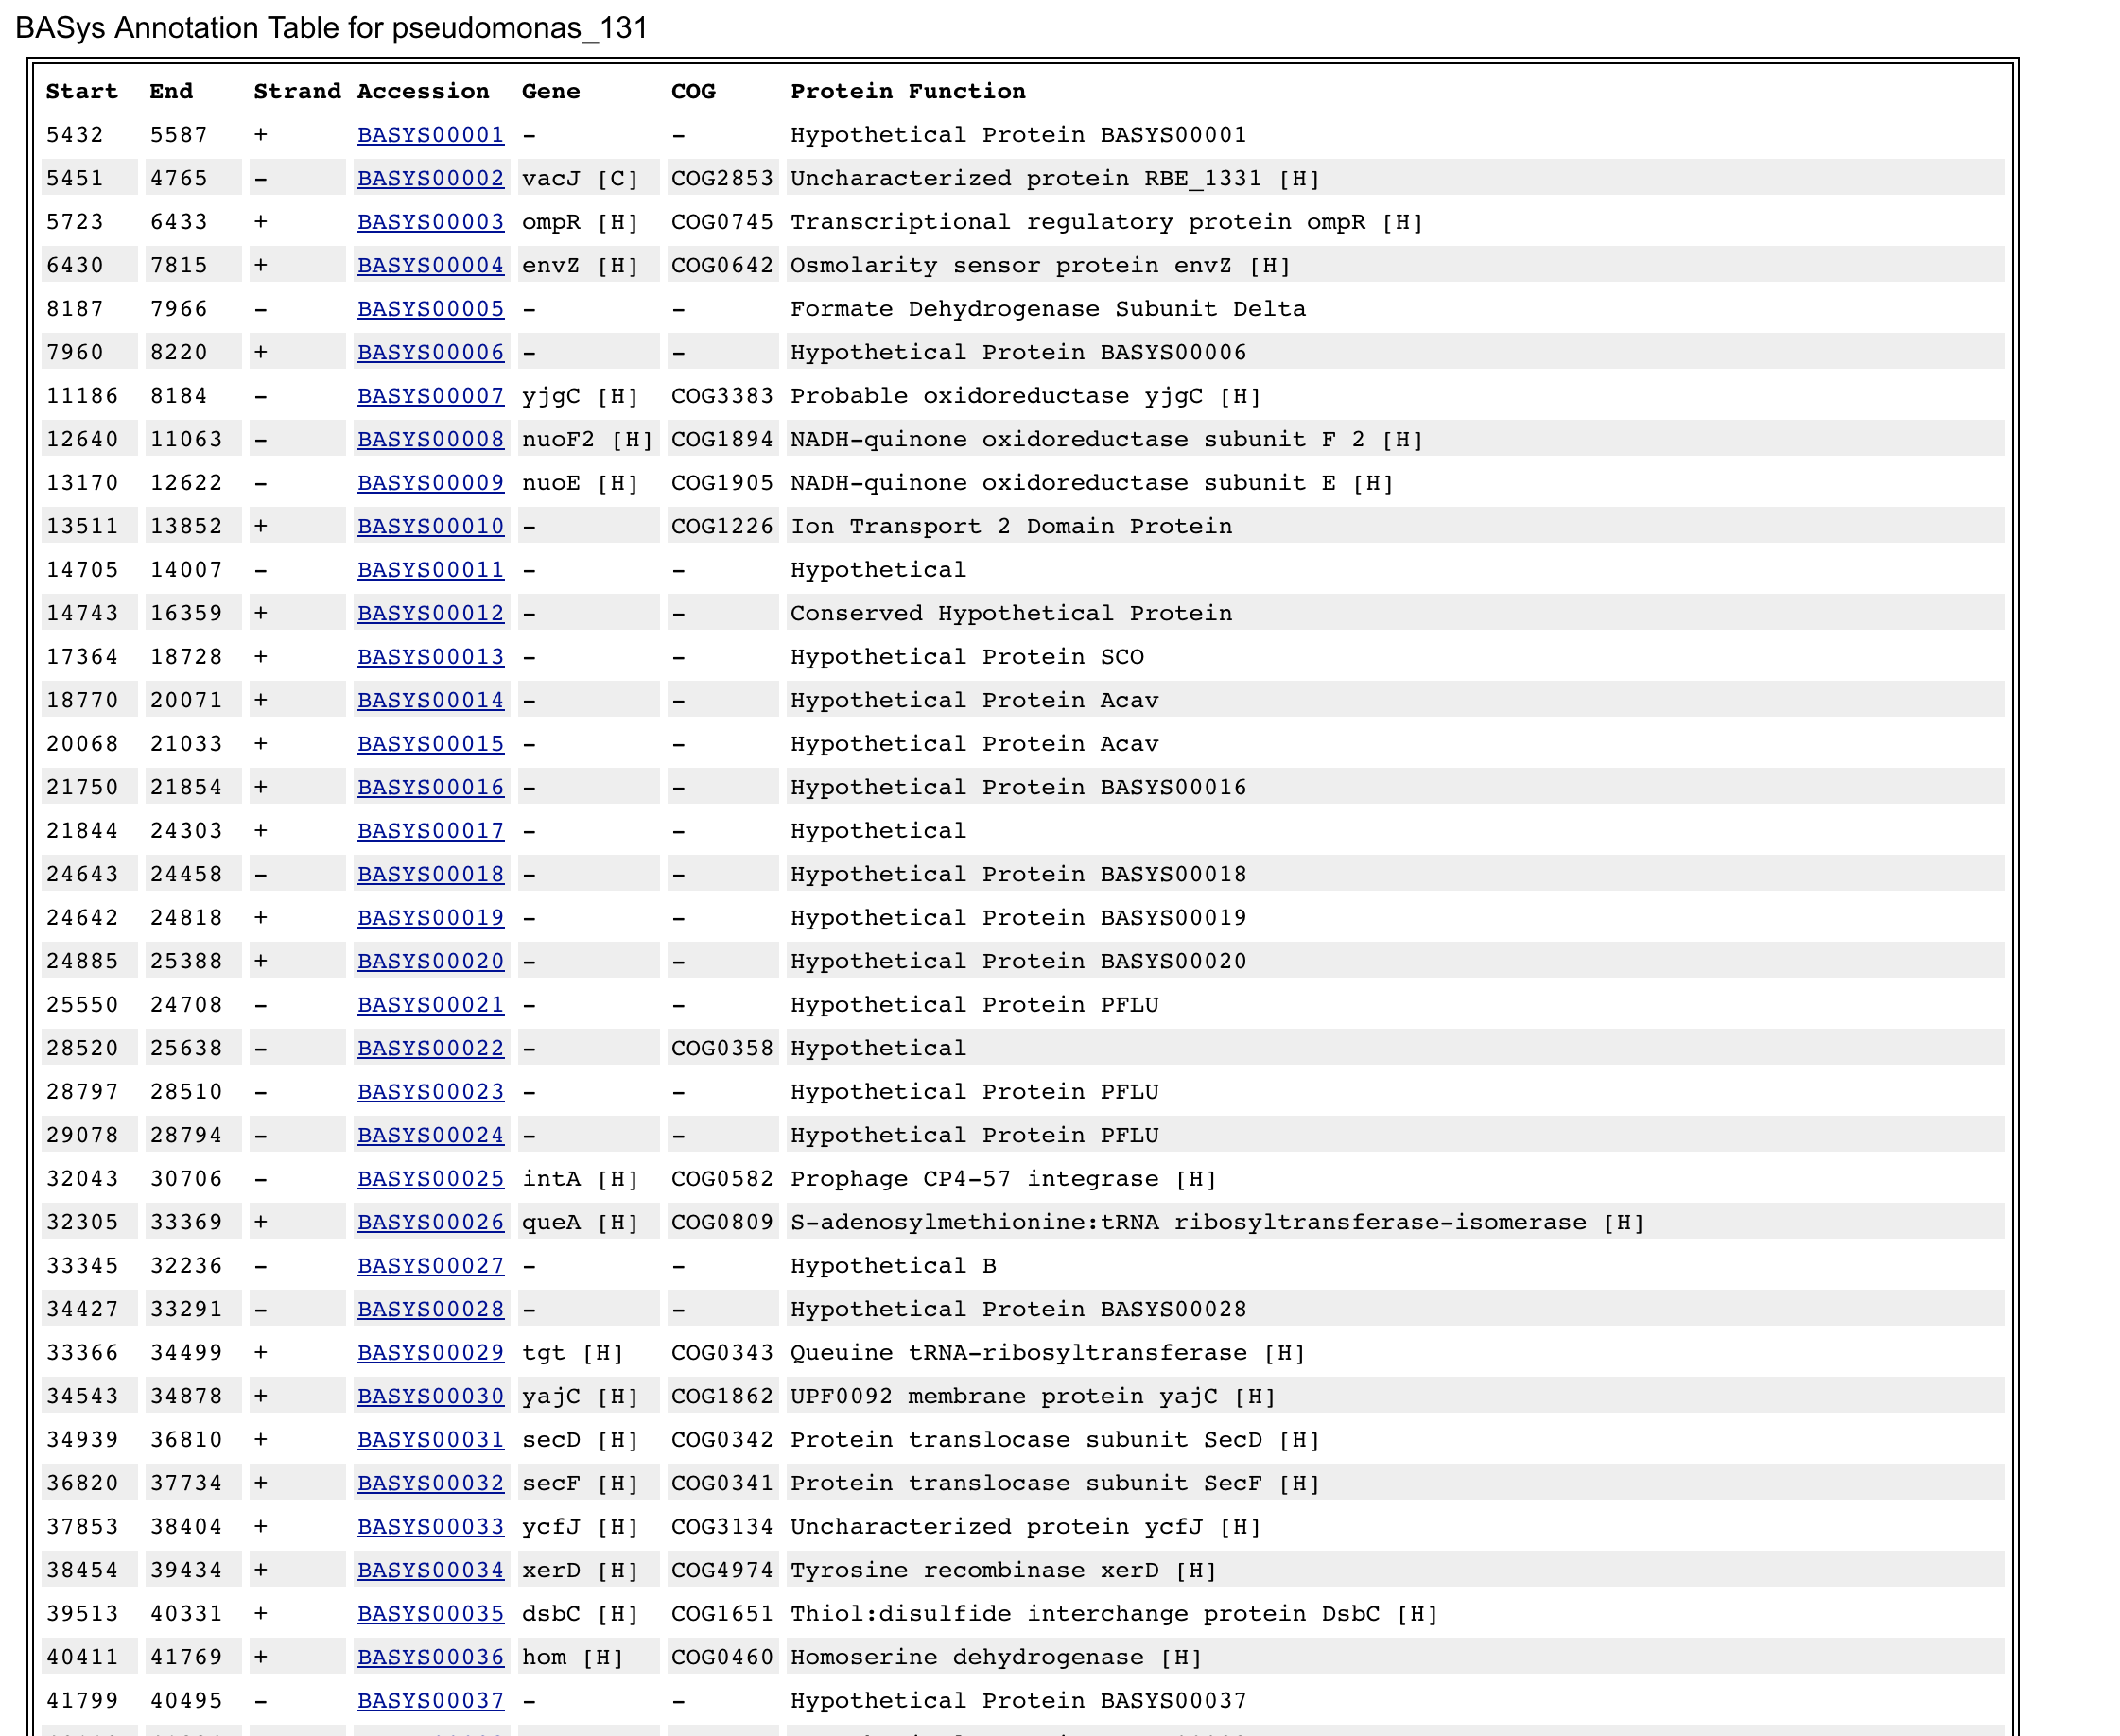 BASys Annotation Table for pseudomonas_131
Start End Strand Accession Gene COG Protein Function
5432 5587 + BASYS00001 - - Hypothetical Protein BASYS00001
5451 4765 - BASYS00002 vacJ [C] COG2853 Uncharacterized protein RBE_1331 [H]
5723 6433 + BASYS00003 ompR [H] COG0745 Transcriptional regulatory protein ompR [H]
6430 7815 + BASYS00004 envZ [H] COG0642 Osmolarity sensor protein envZ [H]
8187 7966 - BASYS00005 - - Formate Dehydrogenase Subunit Delta
7960 8220 + BASYS00006 - - Hypothetical Protein BASYS00006
11186 8184 - BASYS00007 yjgC [H] COG3383 Probable oxidoreductase yjgC [H]
12640 11063 - BASYS00008 nuoF2 [H] COG1894 NADH-quinone oxidoreductase subunit F 2 [H]
13170 12622 - BASYS00009 nuoE [H] COG1905 NADH-quinone oxidoreductase subunit E [H]
13511 13852 + BASYS00010 - COG1226 Ion Transport 2 Domain Protein
14705 14007 - BASYS00011 - - Hypothetical
14743 16359 + BASYS00012 - - Conserved Hypothetical Protein
17364 18728 + BASYS00013 - - Hypothetical Protein SCO
18770 20071 + BASYS00014 - - Hypothetical Protein Acav
20068 21033 + BASYS00015 - - Hypothetical Protein Acav
21750 21854 + BASYS00016 - - Hypothetical Protein BASYS00016
21844 24303 + BASYS00017 - - Hypothetical
24643 24458 - BASYS00018 - - Hypothetical Protein BASYS00018
24642 24818 + BASYS00019 - - Hypothetical Protein BASYS00019
24885 25388 + BASYS00020 - - Hypothetical Protein BASYS00020
25550 24708 - BASYS00021 - - Hypothetical Protein PFLU
28520 25638 - BASYS00022 - COG0358 Hypothetical
28797 28510 - BASYS00023 - - Hypothetical Protein PFLU
29078 28794 - BASYS00024 - - Hypothetical Protein PFLU
32043 30706 - BASYS00025 intA [H] COG0582 Prophage CP4-57 integrase [H]
32305 33369 + BASYS00026 queA [H] COG0809 S-adenosylmethionine:tRNA ribosyltransferase-isomerase [H]
33345 32236 - BASYS00027 - - Hypothetical B
34427 33291 - BASYS00028 - - Hypothetical Protein BASYS00028
33366 34499 + BASYS00029 tgt [H] COG0343 Queuine tRNA-ribosyltransferase [H]
34543 34878 + BASYS00030 yajC [H] COG1862 UPF0092 membrane protein yajC [H]
34939 36810 + BASYS00031 secD [H] COG0342 Protein translocase subunit SecD [H]
36820 37734 + BASYS00032 secF [H] COG0341 Protein translocase subunit SecF [H]
37853 38404 + BASYS00033 ycfJ [H] COG3134 Uncharacterized protein ycfJ [H]
38454 39434 + BASYS00034 xerD [H] COG4974 Tyrosine recombinase xerD [H]
39513 40331 + BASYS00035 dsbC [H] COG1651 Thiol:disulfide interchange protein DsbC [H]
40411 41769 + BASYS00036 hom [H] COG0460 Homoserine dehydrogenase [H]
41799 40495 - BASYS00037 - - Hypothetical Protein BASYS00037